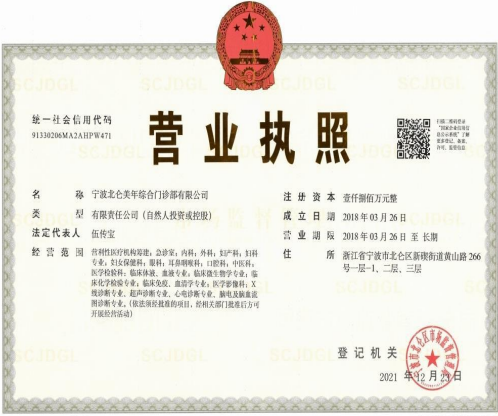 统一社会信用代码
91330206MA2AHPW471
营业执照
扫描二维码登录
"国家企业信用信
息公示系统"了解
更多登记、备案、
许可、监管信息
名 称 宁波北仑美年综合门诊部有限公司
类 型 有限责任公司（自然人投资或控股）
法定代表人 伍传宝
经营范围 营利性医疗机构筹建；急诊室；内科；外科；妇产科；妇科
专业；妇女保健科；眼科；耳鼻咽喉科；口腔科；中医科；
医学检验科；临床体液、血液专业；临床微生物学专业；临
床化学检验专业；临床免疫、血清学专业；医学影像科；X
线诊断专业、超声诊断专业、心电诊断专业、脑电及脑血流
图诊断专业。（依法须经批准的项目，经相关部门批准后方可
开展经营活动）
注册资本 壹仟捌佰万元整
成立日期 2018年03月26日
营业期限 2018年03月26日 至 长期
住 所 浙江省宁波市北仑区新碶街道黄山路266
号一层-1、二层、三层
登记机关
2021 年 12 月 23 日
SCJDGL